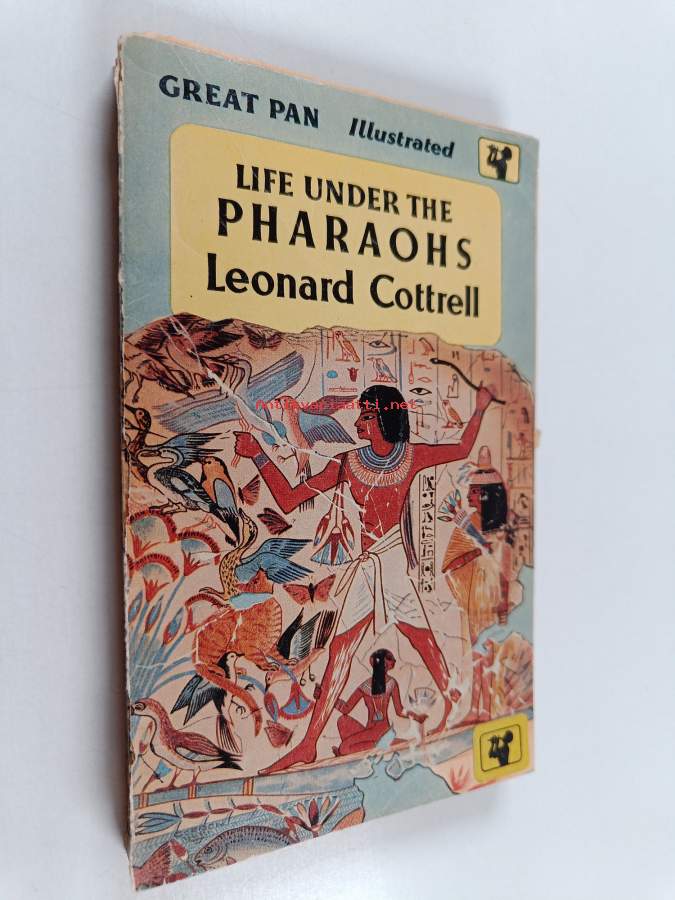 GREAT PAN Illustrated
LIFE UNDER THE
PHARAOHS
Leonard Cottrell
antikvariaatti.net